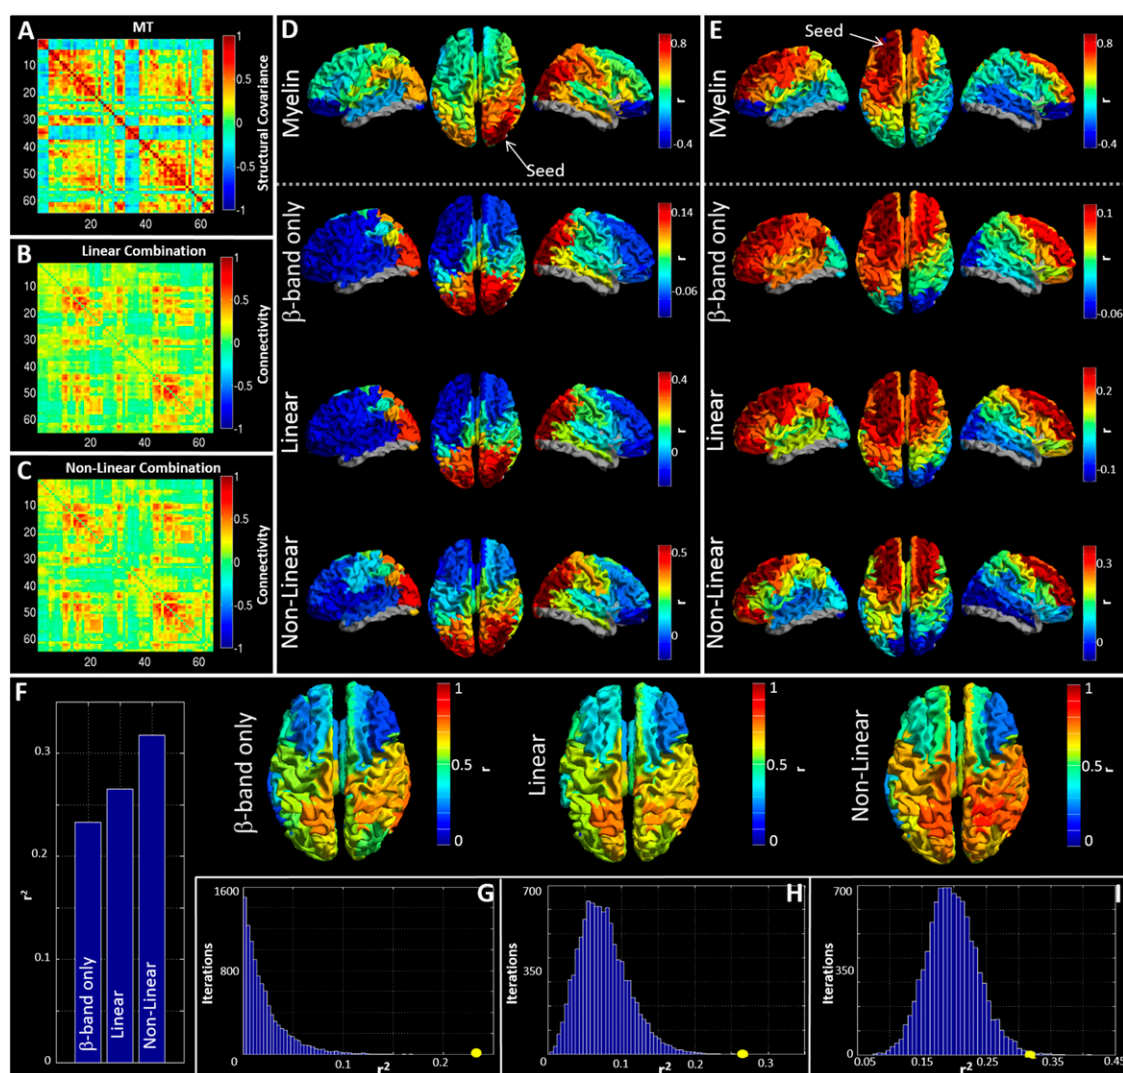 A
MT
10
20
30
40
50
60
20
40
60
1
0.5
0
-0.5
-1
Structural Covariance
B
Linear Combination
10
20
30
40
50
60
20
40
60
1
0.5
0
-0.5
-1
Connectivity
C
Non-Linear Combination
10
20
30
40
50
60
20
40
60
1
0.5
0
-0.5
-1
Connectivity
D
Myelin
Seed
0.8
r
-0.4
β-band only
0.14
r
-0.06
Linear
0.4
r
0
Non-Linear
0.5
r
0
E
Seed
Myelin
0.8
r
-0.4
β-band only
0.1
r
-0.06
Linear
0.2
r
-0.1
Non-Linear
0.3
r
0
F
0.3
0.2
0.1
0
r²
β-band only
Linear
Non-Linear
β-band only
1
0.5
0
r
Linear
1
0.5
0
r
Non-Linear
1
0.5
0
r
G
1600
800
0
Iterations
0.1
0.2
r²
H
700
350
0
Iterations
0.1
0.2
0.3
r²
I
700
350
0
Iterations
0.05
0.15
0.25
0.35
0.45
r²